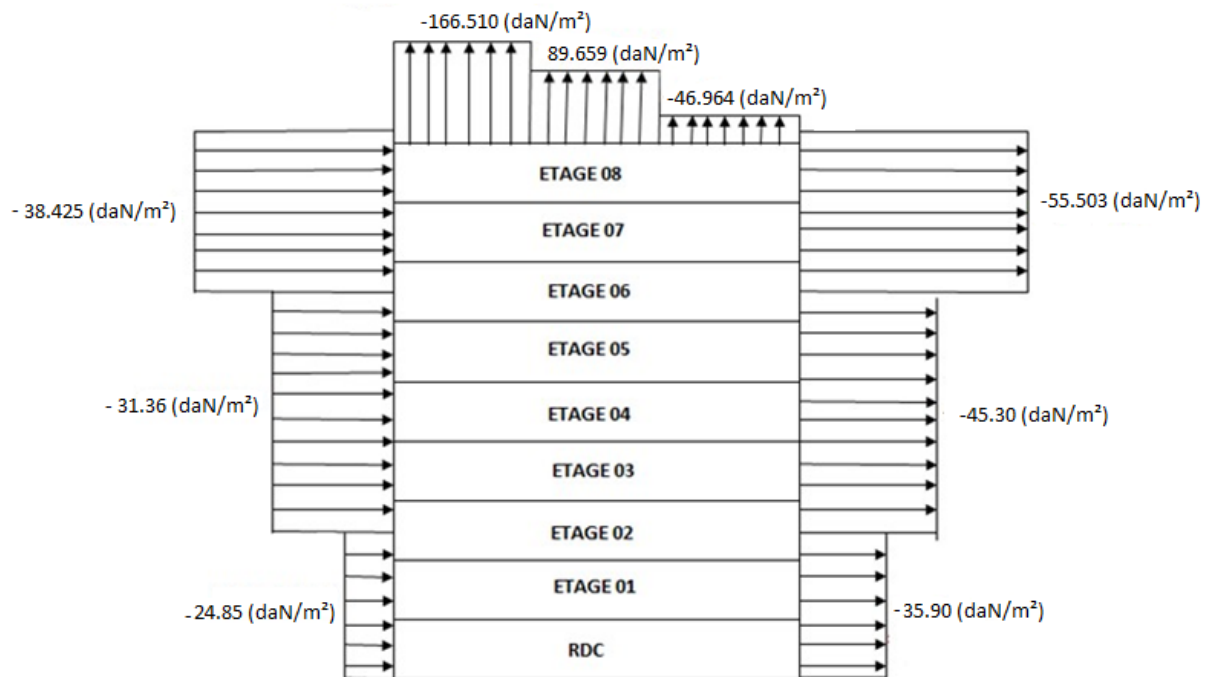 -166.510 (daN/m²)
89.659 (daN/m²)
-46.964 (daN/m²)
ETAGE 08
- 38.425 (daN/m²)
-55.503 (daN/m²)
ETAGE 07
ETAGE 06
ETAGE 05
- 31.36 (daN/m²)
ETAGE 04
-45.30 (daN/m²)
ETAGE 03
ETAGE 02
ETAGE 01
-24.85 (daN/m²)
-35.90 (daN/m²)
RDC